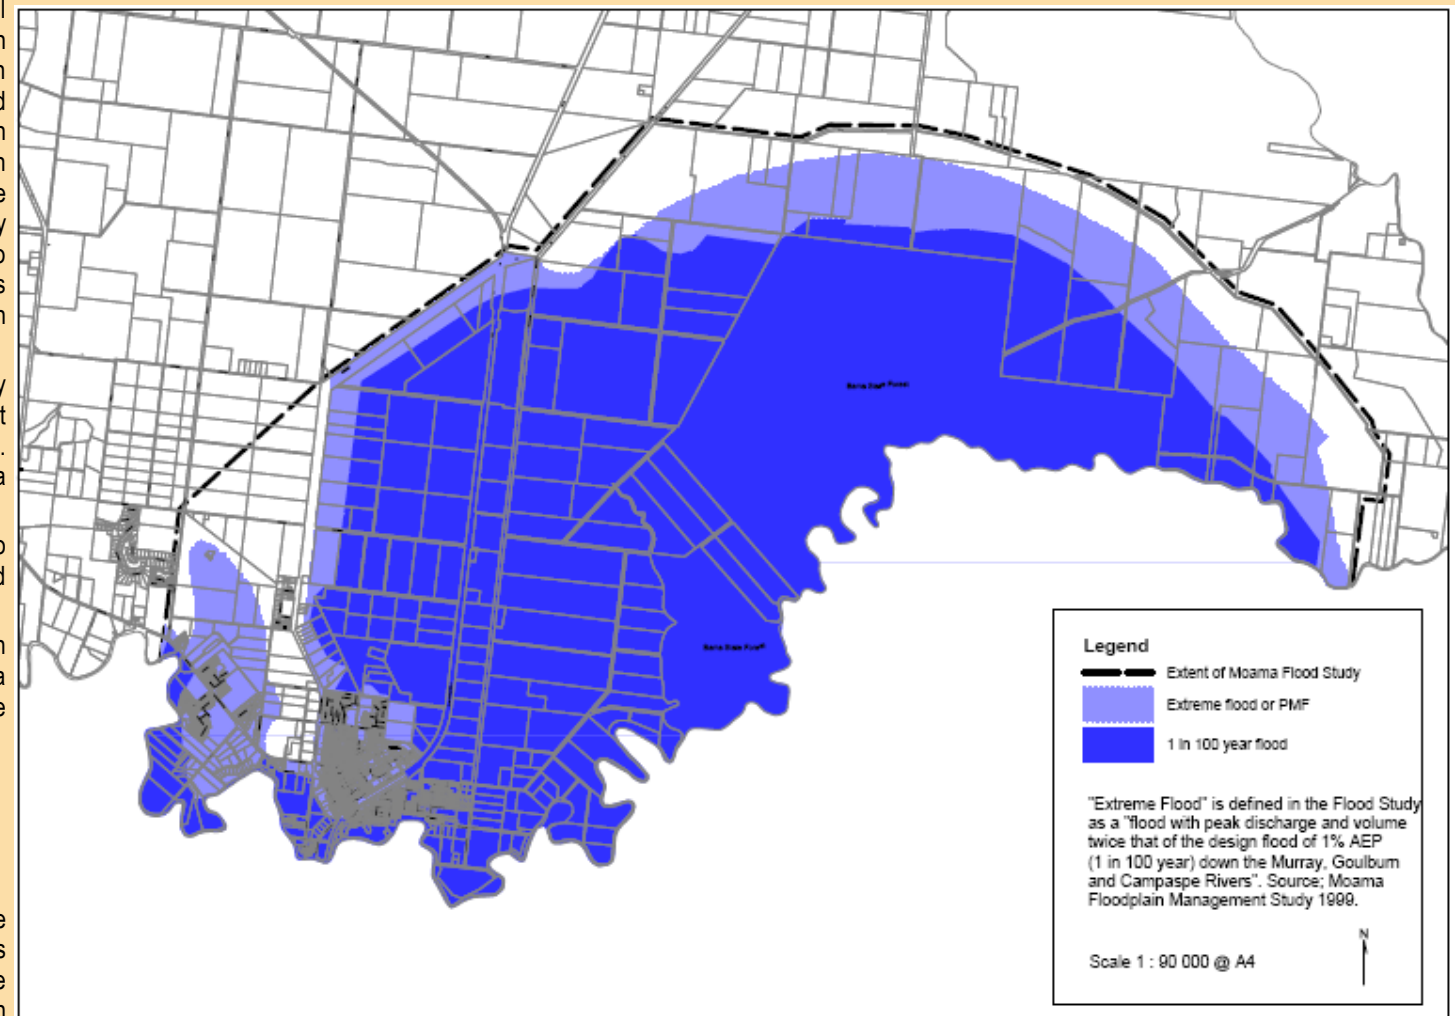 Legend
Extent of Moama Flood Study
Extreme flood or PMF
1 in 100 year flood
"Extreme Flood" is defined in the Flood Study
as a "flood with peak discharge and volume
twice that of the design flood of 1% AEP
(1 in 100 year) down the Murray, Goulburn
and Campaspe Rivers". Source; Moama
Floodplain Management Study 1999.
N
Scale 1 : 90 000 @ A4